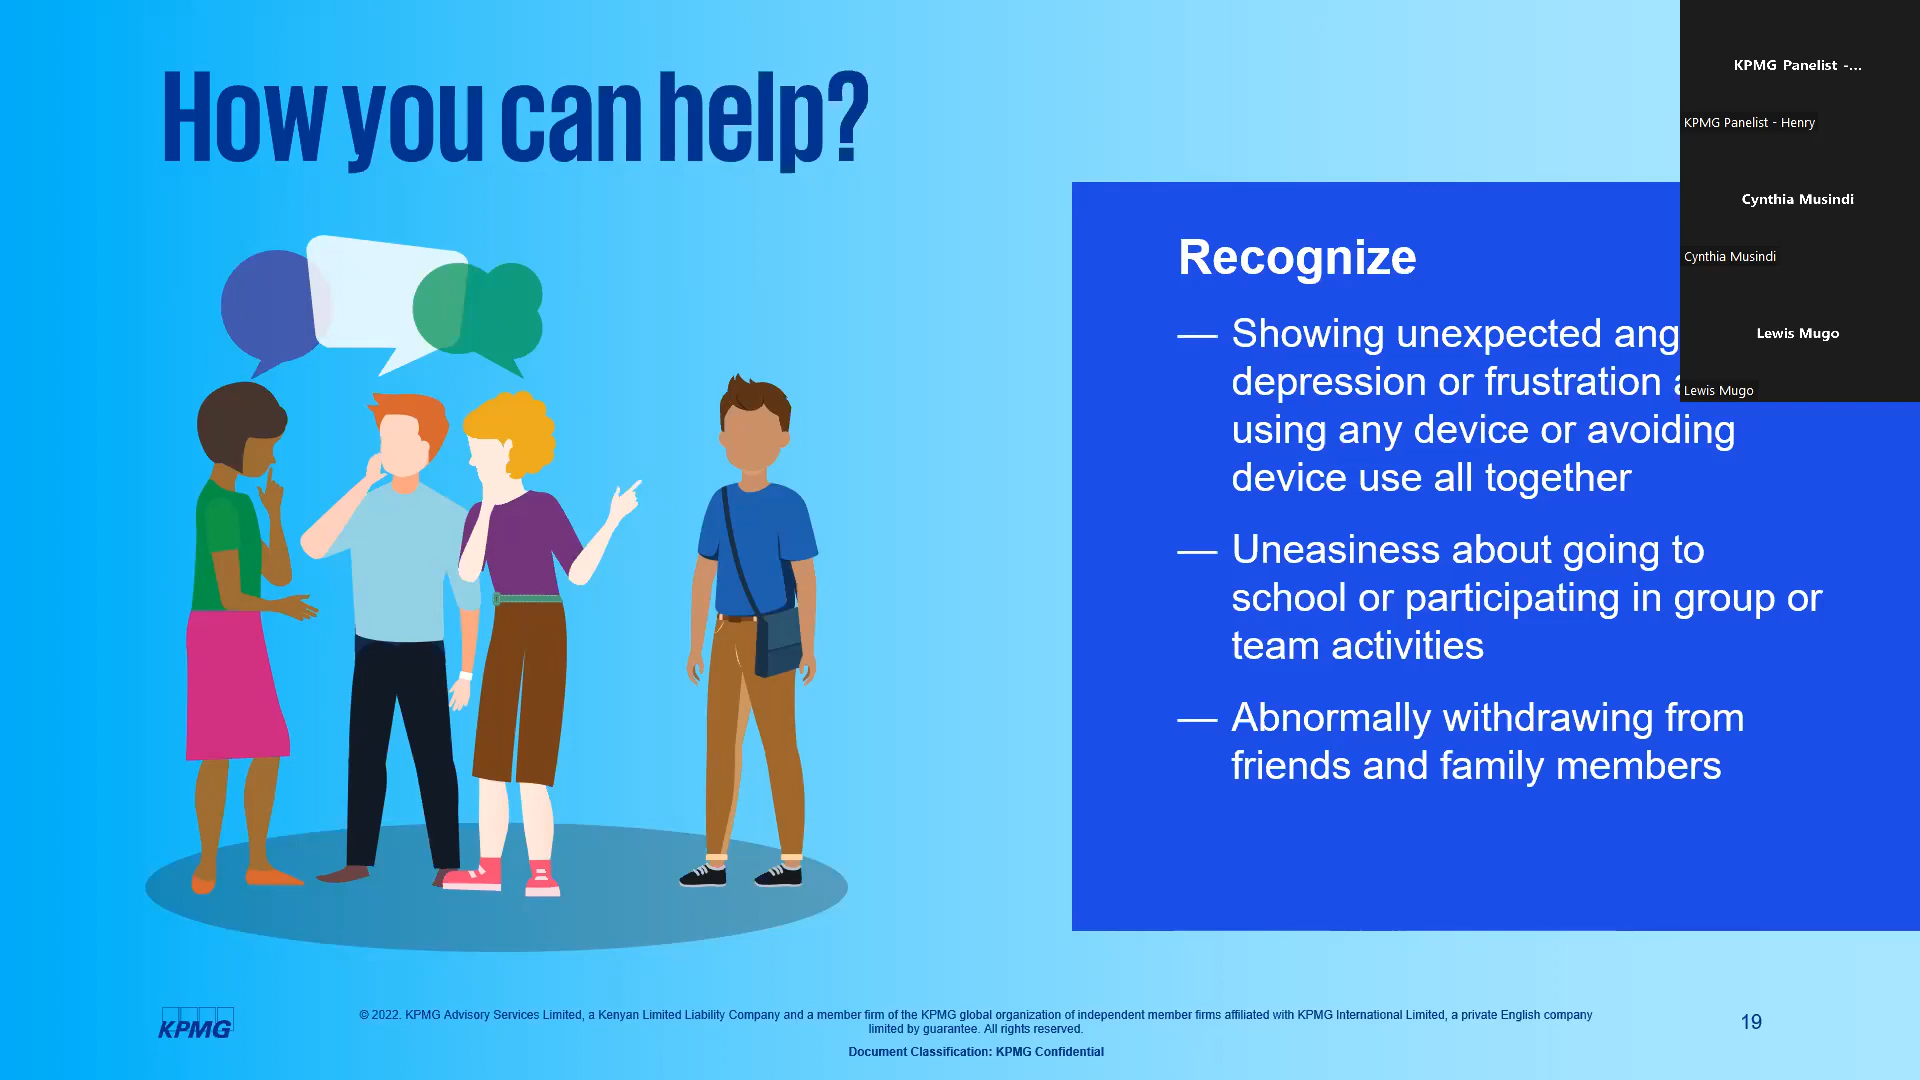 How you can help?
Recognize
— Showing unexpected ang
depression or frustration
using any device or avoiding
device use all together
— Uneasiness about going to
school or participating in group or
team activities
— Abnormally withdrawing from
friends and family members
KPMG Panelist -...
KPMG Panelist - Henry
Cynthia Musindi
Cynthia Musindi
Lewis Mugo
Lewis Mugo
KPMG
© 2022. KPMG Advisory Services Limited, a Kenyan Limited Liability Company and a member firm of the KPMG global organization of independent member firms affiliated with KPMG International Limited, a private English company
limited by guarantee. All rights reserved.
Document Classification: KPMG Confidential
19